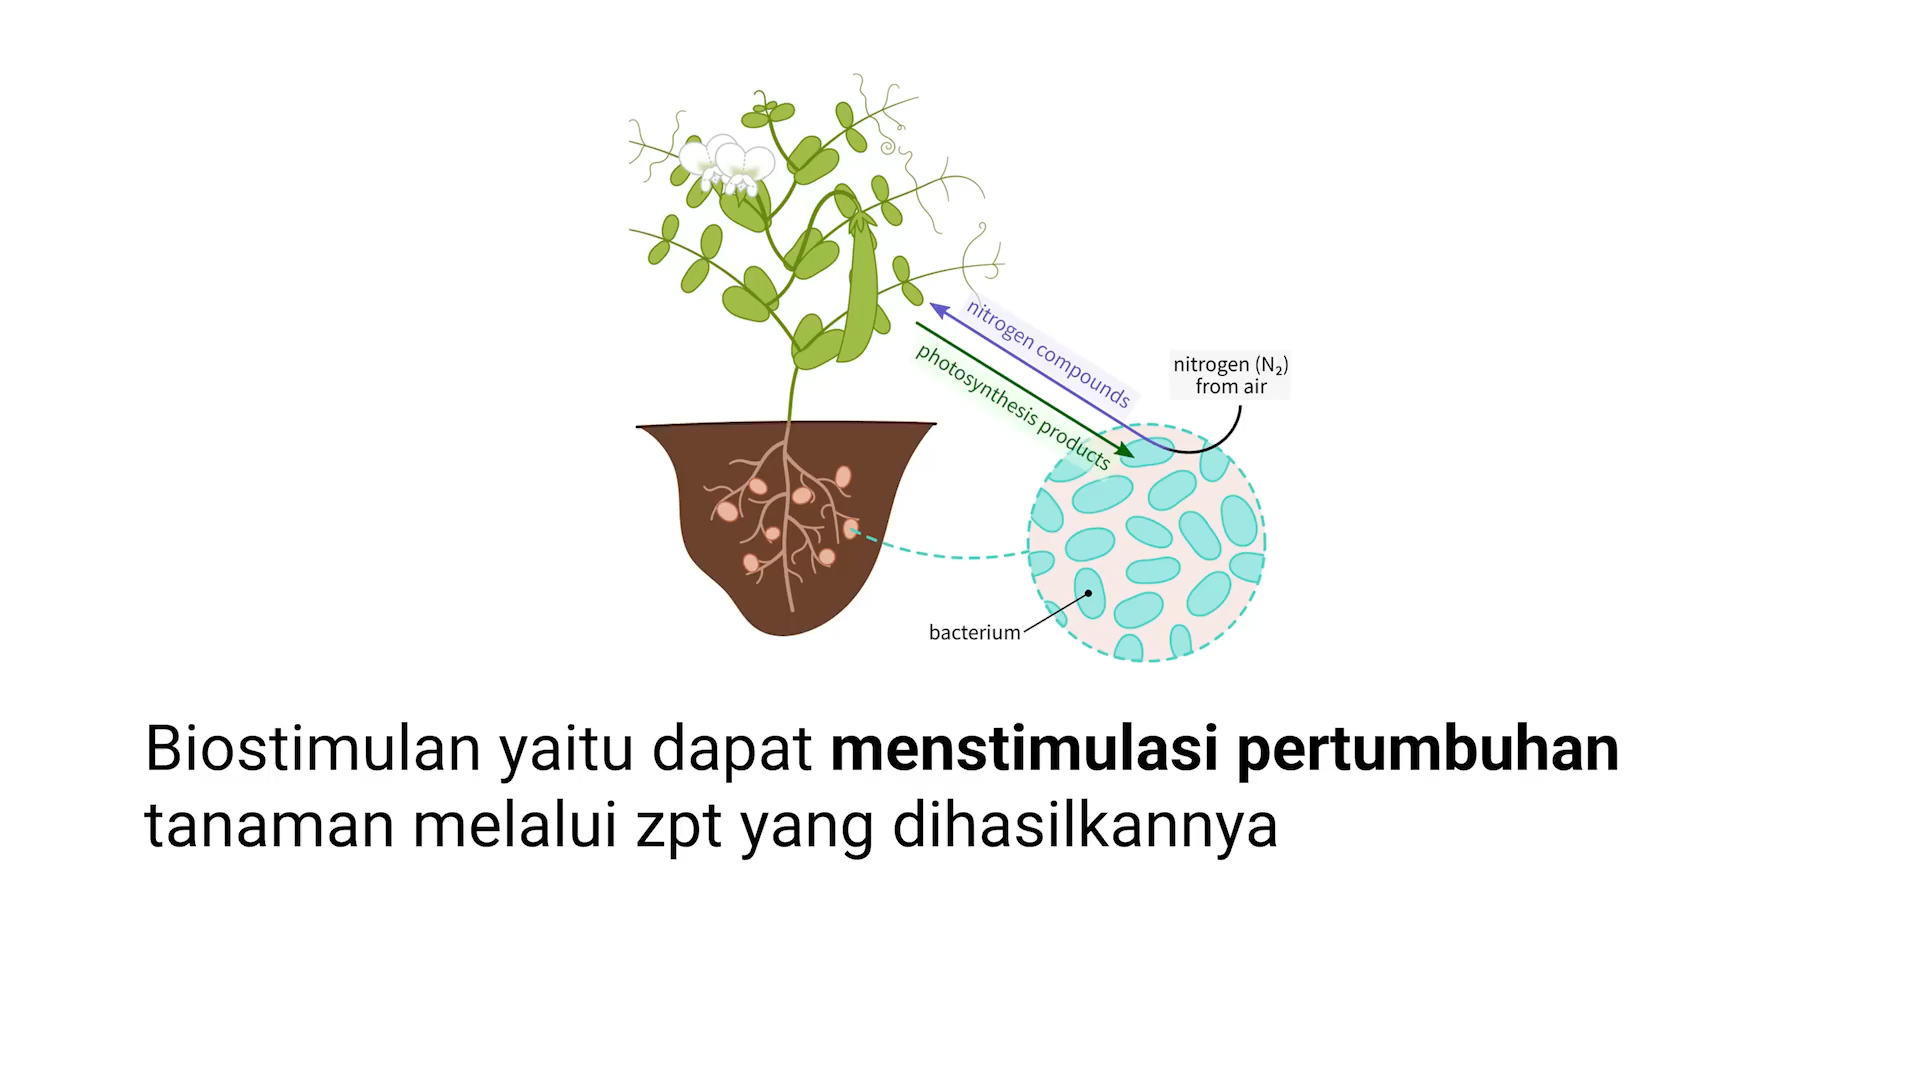 nitrogen compounds
photosynthesis products
nitrogen (N₂)
from air
bacterium
Biostimulan yaitu dapat menstimulasi pertumbuhan
tanaman melalui zpt yang dihasilkannya